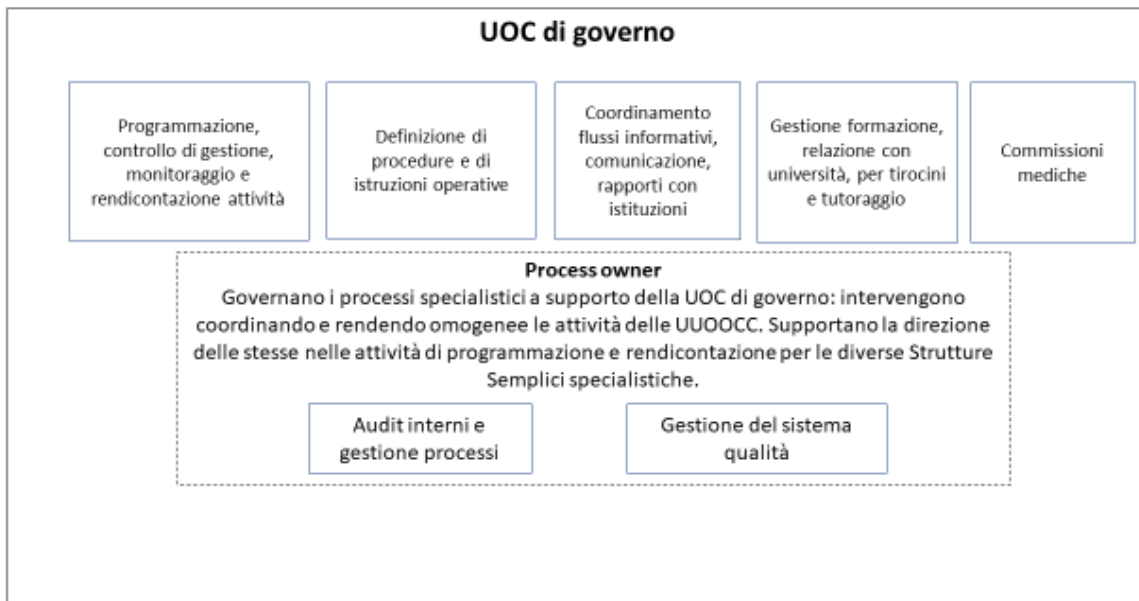 UOC di governo
Programmazione,
controllo di gestione,
monitoraggio e
rendicontazione attività
Definizione di
procedure e di
istruzioni operative
Coordinamento
flussi informativi,
comunicazione,
rapporti con
istituzioni
Gestione formazione,
relazione con
università, per tirocini
e tutoraggio
Commissioni
mediche
Process owner
Governano i processi specialistici a supporto della UOC di governo: intervengono
coordinando e rendendo omogenee le attività delle UUOOCC. Supportano la direzione
delle stesse nelle attività di programmazione e rendicontazione per le diverse Strutture
Semplici specialistiche.
Audit interni e
gestione processi
Gestione del sistema
qualità